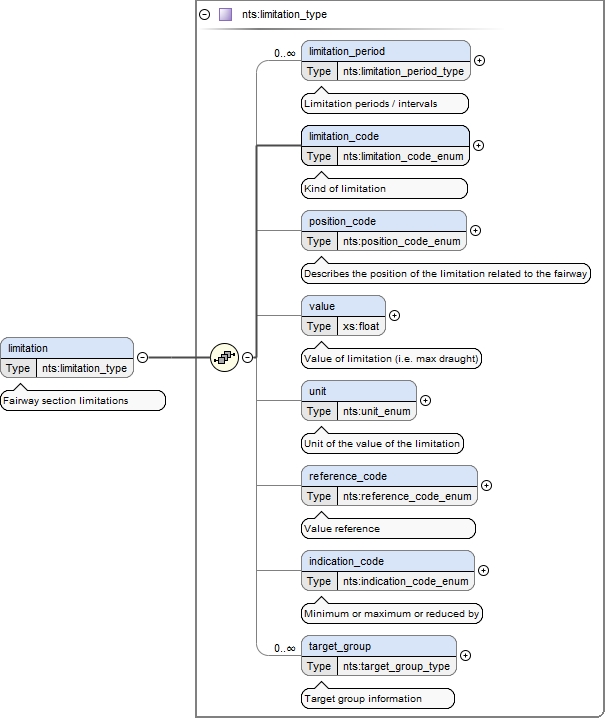 nts:limitation_type
0..∞
limitation_period
Type nts:limitation_period_type
Limitation periods / intervals
limitation_code
Type nts:limitation_code_enum
Kind of limitation
position_code
Type nts:position_code_enum
Describes the position of the limitation related to the fairway
value
Type xs:float
Value of limitation (i.e. max draught)
limitation
Type nts:limitation_type
Fairway section limitations
unit
Type nts:unit_enum
Unit of the value of the limitation
reference_code
Type nts:reference_code_enum
Value reference
indication_code
Type nts:indication_code_enum
Minimum or maximum or reduced by
0..∞
target_group
Type nts:target_group_type
Target group information